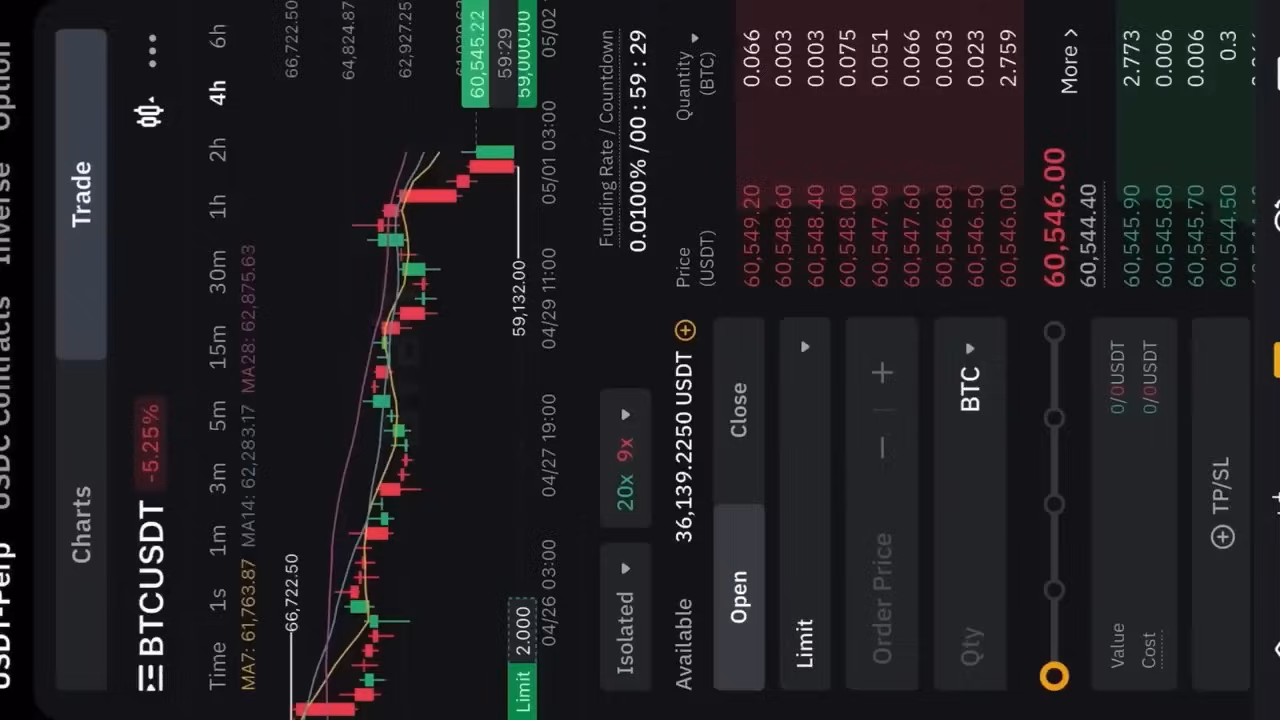 USDT-Perp USDC Contracts Inverse Option
Charts Trade
BTCUSDT -5.25%
Time 1s 1m 3m 5m 15m 30m 1h 2h 4h 6h
MA7: 61,763.87 MA14: 62,283.17 MA28: 62,875.63
66,722.50
66,722.50
64,824.87
62,927.25
60,545.22
59:29
59,132.00
Limit 2.000 59,000.00
04/26 03:00 04/27 19:00 04/29 11:00 05/01 03:00 05/02
Isolated 20x 9x
Funding Rate / Countdown
0.0100% / 00 : 59 : 29
Available 36,139.2250 USDT
Open Close
Limit
Order Price
Qty BTC
Value 0/0USDT
Cost 0/0USDT
TP/SL
Price Quantity
(USDT) (BTC)
60,549.20 0.066
60,548.60 0.003
60,548.40 0.003
60,548.00 0.075
60,547.90 0.051
60,547.60 0.066
60,546.80 0.003
60,546.50 0.023
60,546.00 2.759
60,546.00
60,544.40 More >
60,545.90 2.773
60,545.80 0.006
60,545.70 0.006
60,544.50 0.3